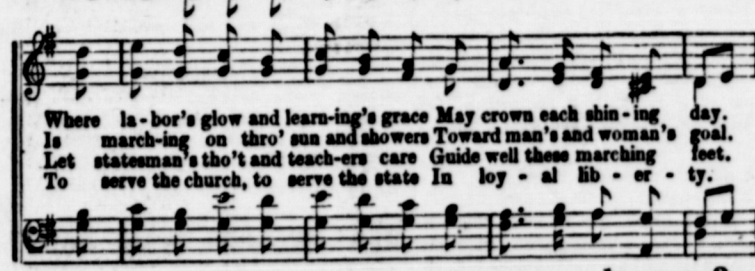 Where la-bor's glow and learn-ing's grace May crown each shin-ing day.
Is march-ing on thro' sun and showers Toward man's and woman's goal.
Let statesman's tho't and teach-ers care Guide well these marching feet.
To serve the church, to serve the state In loy - al lib - er - ty.